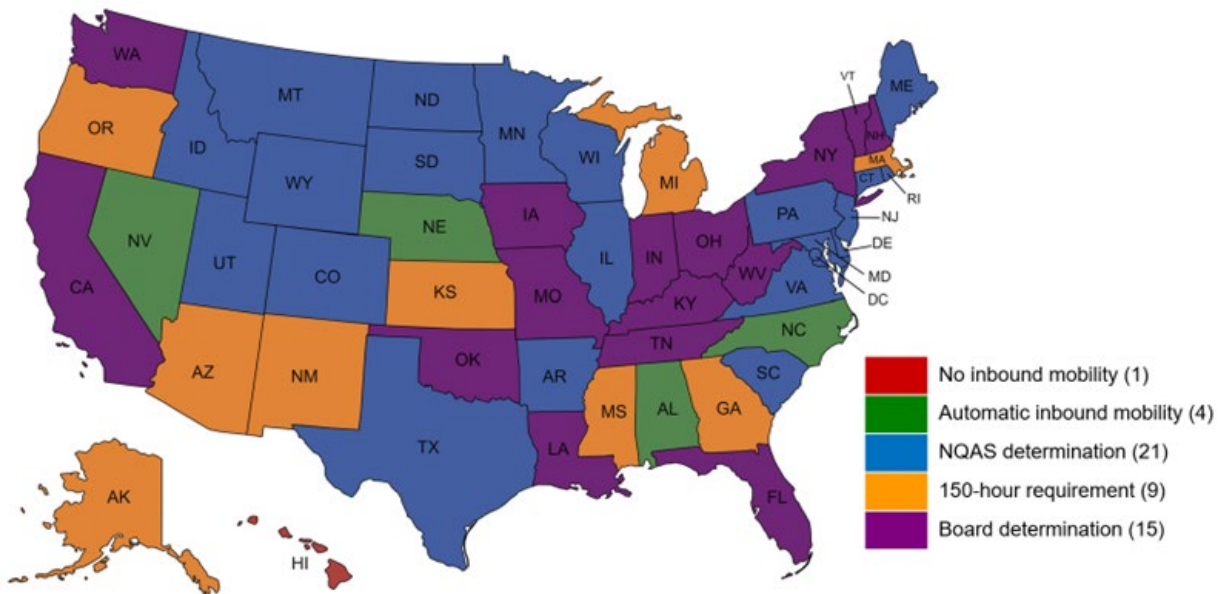 WA
MT
ND
MN
VT
ME
OR
ID
SD
WI
NY
NH
MA
CT
RI
WY
MI
PA
NJ
NV
NE
IA
OH
DE
UT
CO
IL
IN
WV
MD
CA
KS
MO
KY
VA
DC
TN
NC
AZ
NM
OK
AR
SC
MS
AL
GA
TX
LA
FL
AK
HI
No inbound mobility (1)
Automatic inbound mobility (4)
NQAS determination (21)
150-hour requirement (9)
Board determination (15)